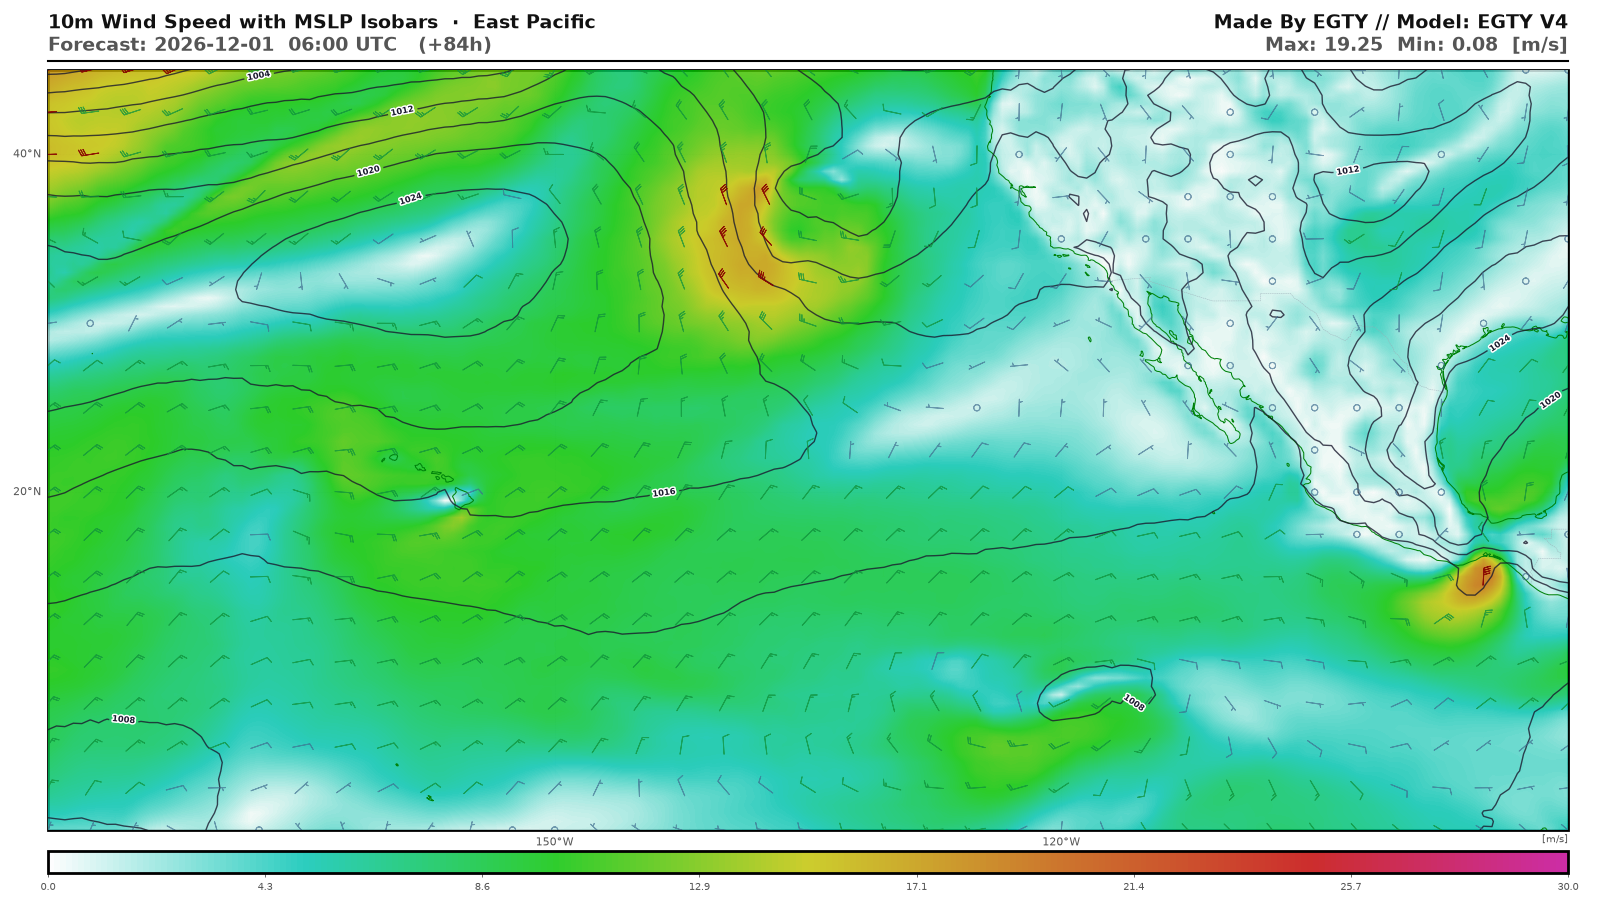 10m Wind Speed with MSLP Isobars · East Pacific
Made By EGTY // Model: EGTY V4
Forecast: 2026-12-01 06:00 UTC (+84h)
Max: 19.25 Min: 0.08 [m/s]
1004
1012
1020
1024
1012
1024
1020
1016
1008
1008
40°N
20°N
150°W
120°W
[m/s]
0.0
4.3
8.6
12.9
17.1
21.4
25.7
30.0